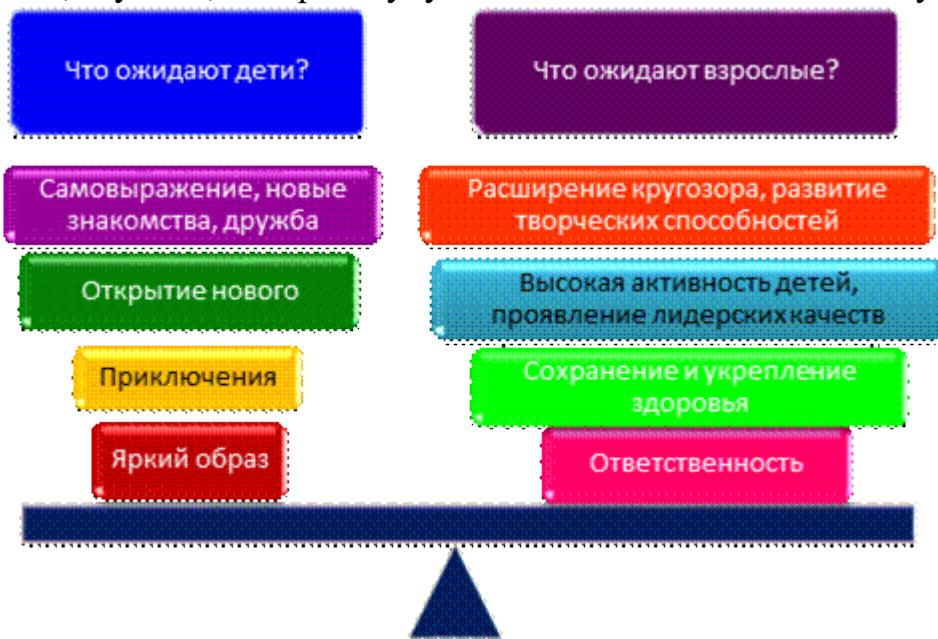 Что ожидают дети?
Самовыражение, новые
знакомства, дружба
Открытие нового
Приключения
Яркий образ
Что ожидают взрослые?
Расширение кругозора, развитие
творческих способностей
Высокая активность детей,
проявление лидерских качеств
Сохранение и укрепление
здоровья
Ответственность